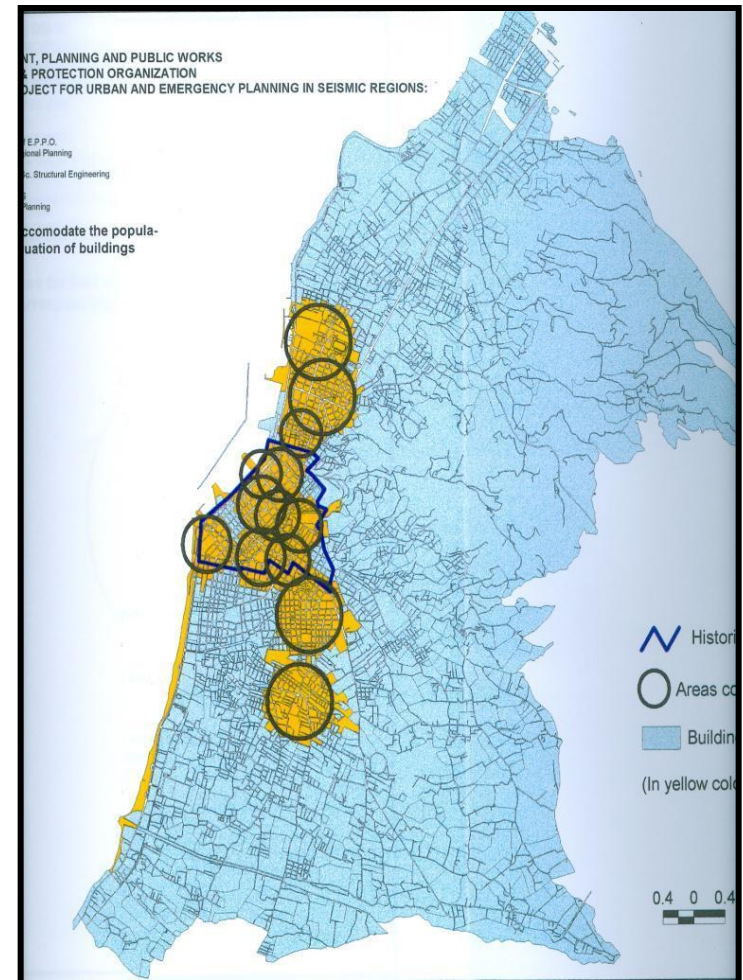 NT, PLANNING AND PUBLIC WORKS
& PROTECTION ORGANIZATION
OJECT FOR URBAN AND EMERGENCY PLANNING IN SEISMIC REGIONS:
E.P.P.O.
ional Planning
c. Structural Engineering
Planning
ccomodate the popula-
uation of buildings
Histori
Areas co
Buildin
(In yellow colo
0.4 0 0.4